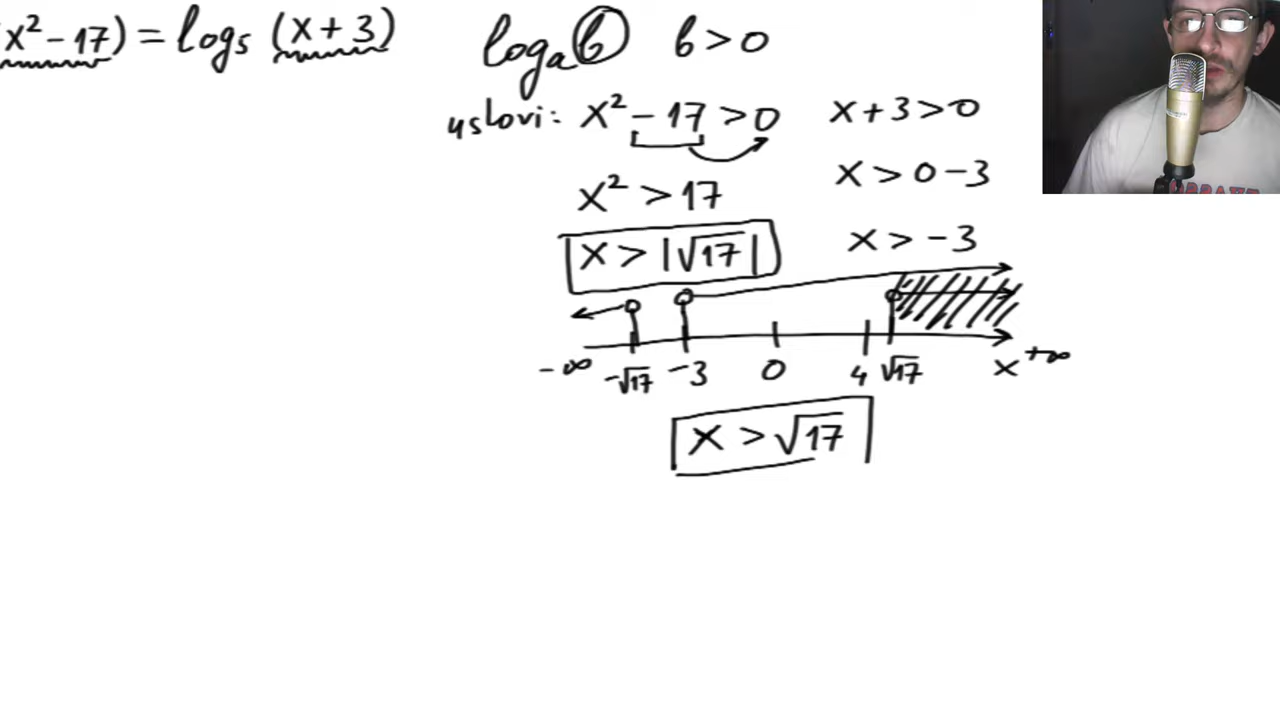 x² - 17) = log₅ (x + 3)
logₐb b > 0
uslovi: x² - 17 > 0 x + 3 > 0
x > 0 - 3
x² > 17
x > |√17|
x > -3
-∞ -√17 -3 0 4 √17 x +∞
x > √17